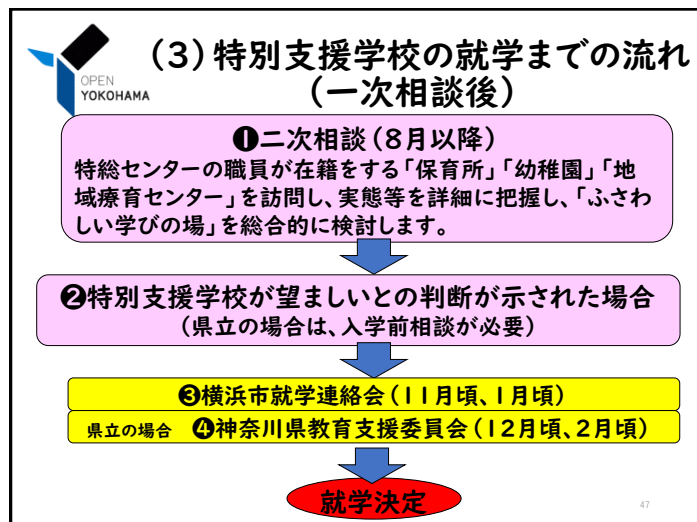 OPEN
YOKOHAMA
(3)特別支援学校の就学までの流れ
(一次相談後)
❶二次相談(8月以降)
特総センターの職員が在籍をする「保育所」「幼稚園」「地
域療育センター」を訪問し、実態等を詳細に把握し、「ふさわ
しい学びの場」を総合的に検討します。
❷特別支援学校が望ましいとの判断が示された場合
(県立の場合は、入学前相談が必要)
❸横浜市就学連絡会(11月頃、1月頃)
県立の場合 ❹神奈川県教育支援委員会(12月頃、2月頃)
就学決定
47